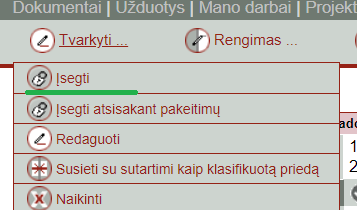 Dokumentai | Užduotys | Mano darbai | Projekt
Tvarkyti ... Rengimas ...
Įsegti
Įsegti atsisakant pakeitimų
Redaguoti
Susieti su sutartimi kaip klasifikuotą priedą
Naikinti